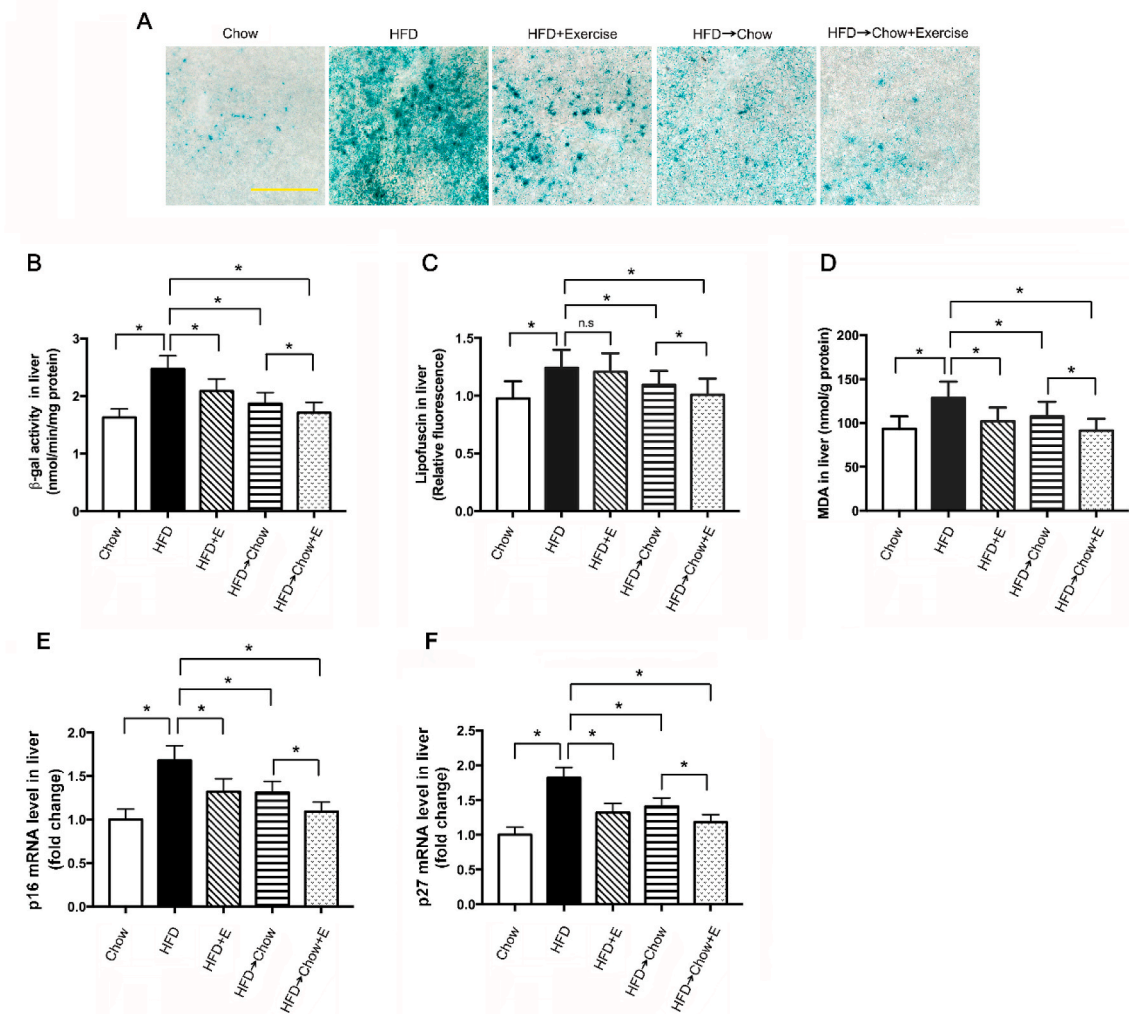 A
Chow HFD HFD+Exercise HFD→Chow HFD→Chow+Exercise
B
* * * * *
β-gal activity in liver
(nmol/min/mg protein)
3
2
1
0
Chow HFD HFD+E HFD→Chow HFD→Chow+E
C
* n.s * * *
Lipofuscin in liver
(Relative fluorescence)
1.5
1.0
0.5
0.0
Chow HFD HFD+E HFD→Chow HFD→Chow+E
D
* * * * *
MDA in liver (nmol/g protein)
200
150
100
50
0
Chow HFD HFD+E HFD→Chow HFD→Chow+E
E
* * * * *
p16 mRNA level in liver
(fold change)
2.0
1.5
1.0
0.5
0.0
Chow HFD HFD+E HFD→Chow HFD→Chow+E
F
* * * * *
p27 mRNA level in liver
(fold change)
2.5
2.0
1.5
1.0
0.5
0.0
Chow HFD HFD+E HFD→Chow HFD→Chow+E